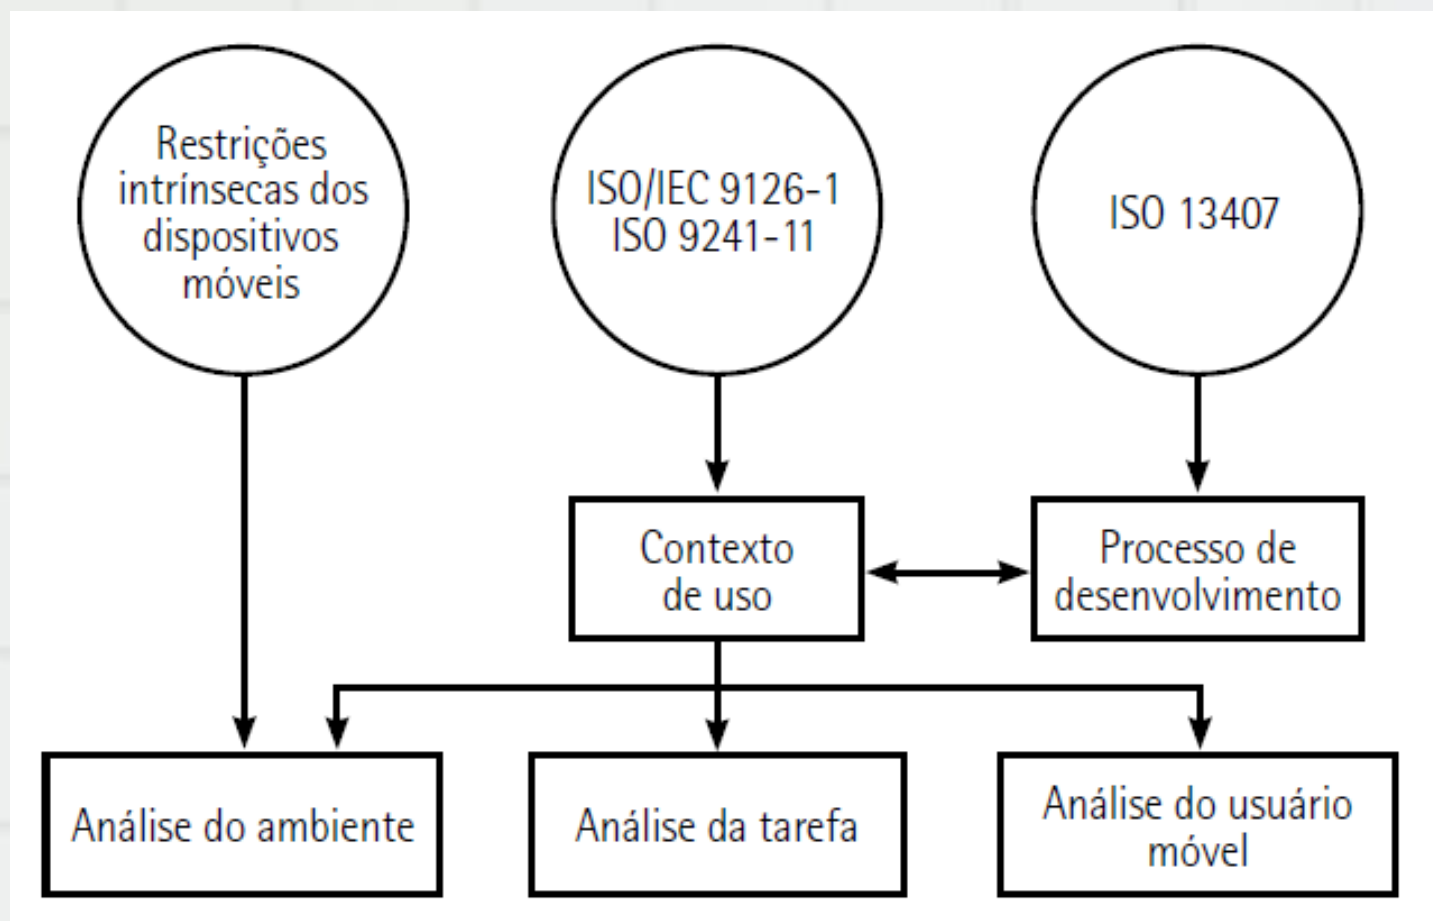 Restrições
intrínsecas dos
dispositivos
móveis
ISO/IEC 9126-1
ISO 9241-11
ISO 13407
Contexto
de uso
Processo de
desenvolvimento
Análise do ambiente
Análise da tarefa
Análise do usuário
móvel